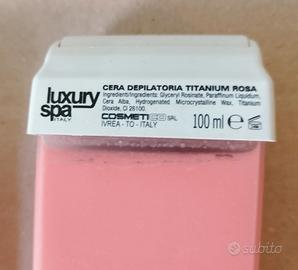 luxury
spa
ITALY
CERA DEPILATORIA TITANIUM ROSA
Ingredienti/Ingredients: Glyceryl Rosinate, Paraffinum Liquidum,
Cera Alba, Hydrogenated Microcrystalline Wax, Titanium
Dioxide, CI 26100.
COSMETICO SRL
IVREA - TO - ITALY
100 ml e
subito